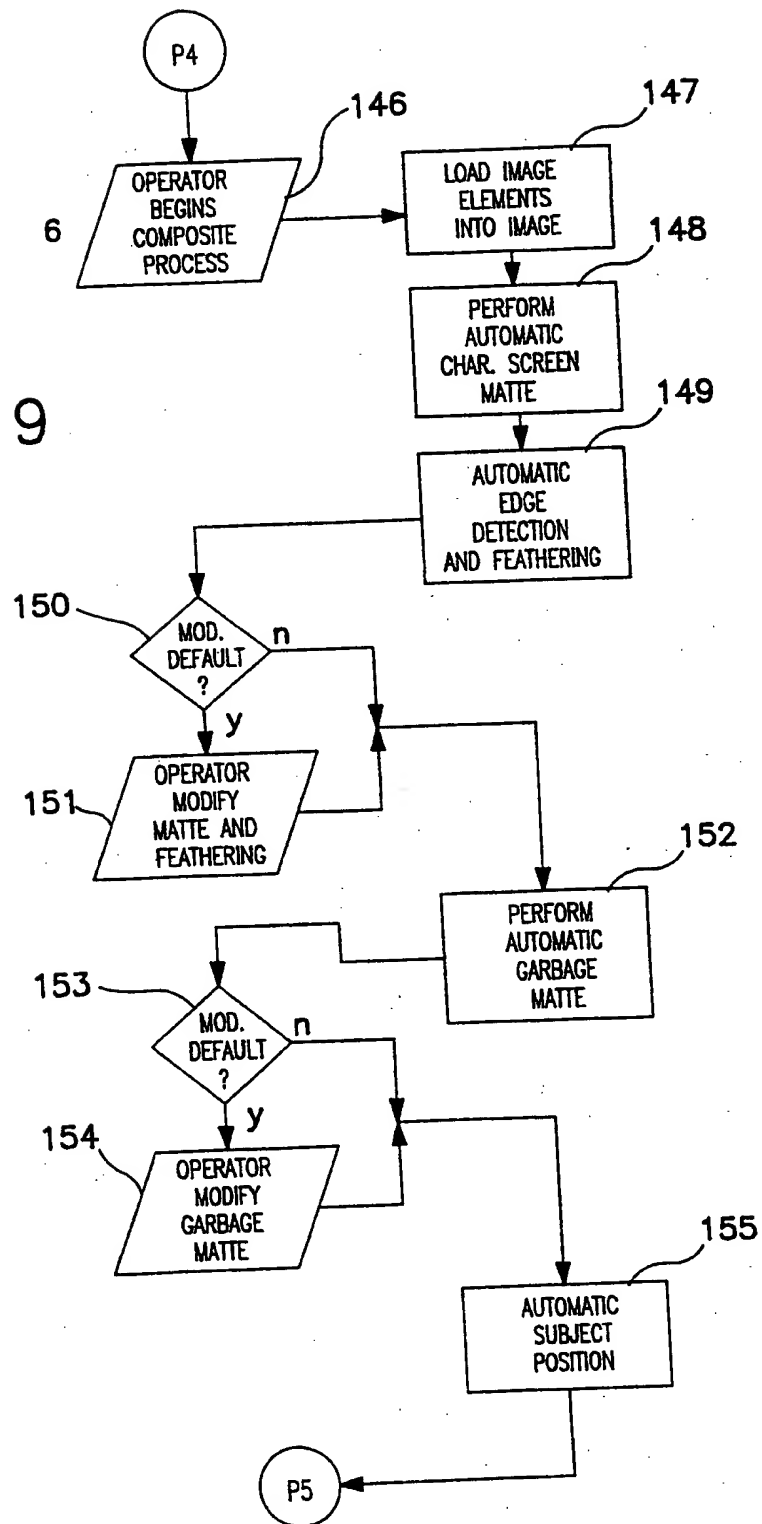 P4
146
OPERATOR
BEGINS
COMPOSITE
PROCESS
6
147
LOAD IMAGE
ELEMENTS
INTO IMAGE
148
PERFORM
AUTOMATIC
CHAR. SCREEN
MATTE
9
149
AUTOMATIC
EDGE
DETECTION
AND FEATHERING
150
MOD.
DEFAULT
?
n
y
151
OPERATOR
MODIFY
MATTE AND
FEATHERING
152
PERFORM
AUTOMATIC
GARBAGE
MATTE
153
MOD.
DEFAULT
?
n
y
154
OPERATOR
MODIFY
GARBAGE
MATTE
155
AUTOMATIC
SUBJECT
POSITION
P5